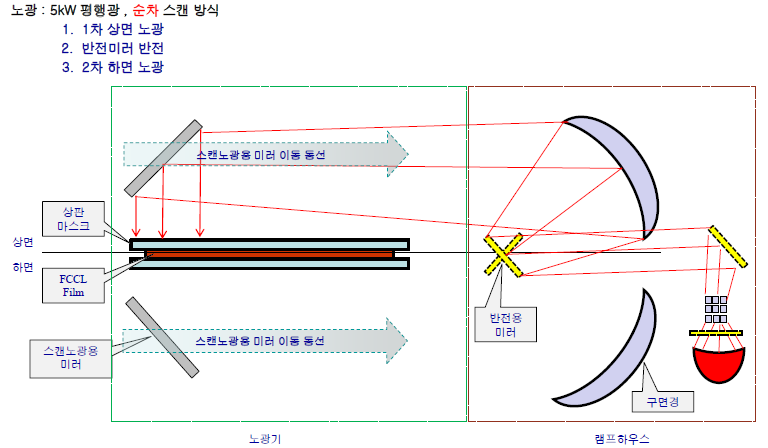 노광 : 5kW 평행광 , 순차 스캔 방식
1. 1차 상면 노광
2. 반전미러 반전
3. 2차 하면 노광
스캔노광용 미러 이동 동선
상판
마스크
상면
하면
FCCL
Film
반전용
미러
스캔노광용
미러
스캔노광용 미러 이동 동선
구면경
노광기
램프하우스